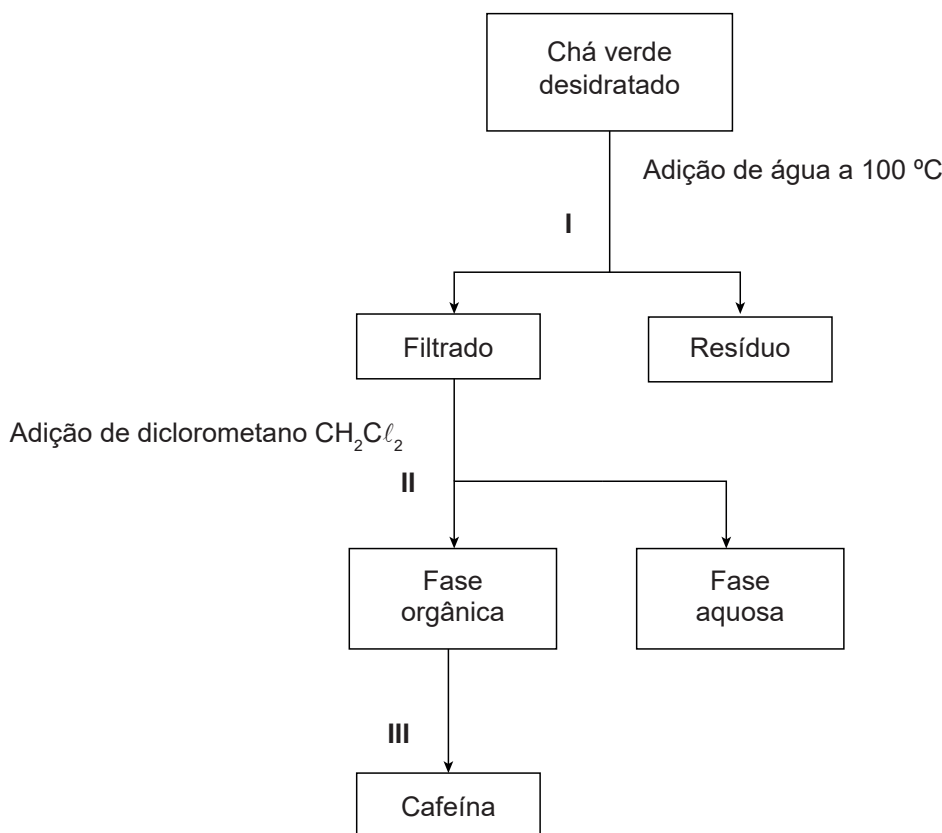 Chá verde
desidratado
Adição de água a 100 ºC
I
Filtrado
Resíduo
Adição de diclorometano CH₂Cℓ₂
II
Fase
orgânica
Fase
aquosa
III
Cafeína